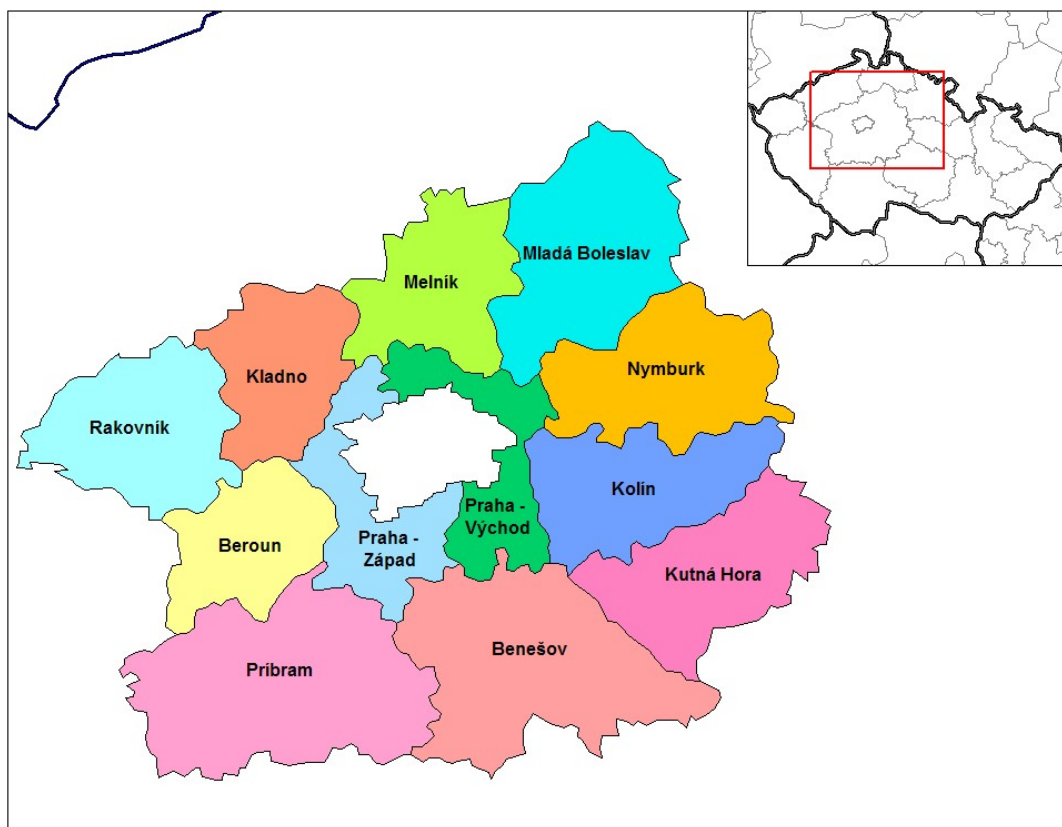 Mladá Boleslav
Melník
Nymburk
Kladno
Rakovník
Kolín
Praha -
Východ
Praha -
Západ
Beroun
Kutná Hora
Benešov
Príbram